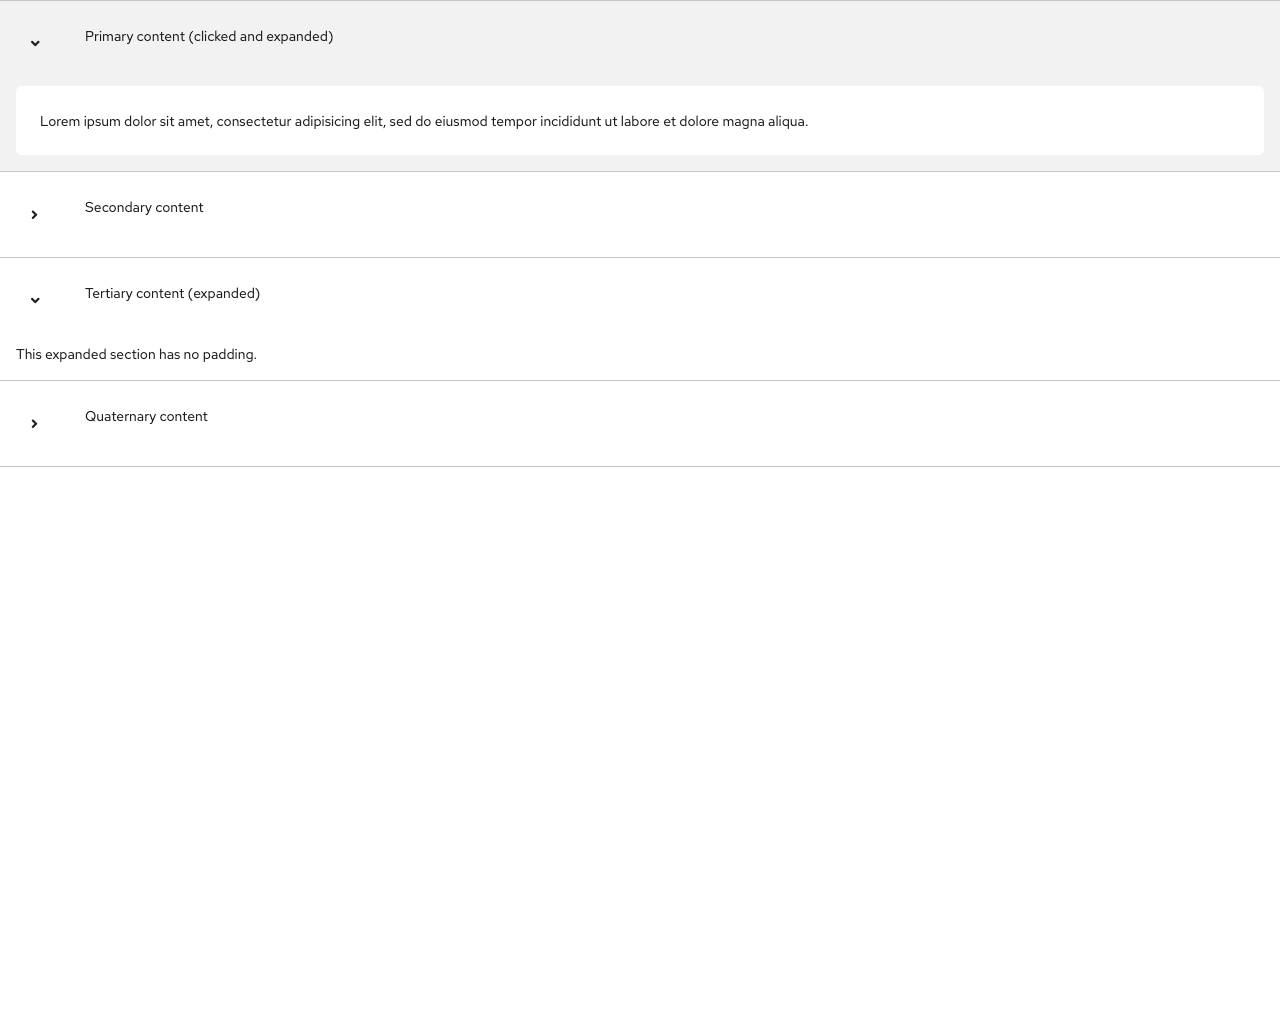 Primary content (clicked and expanded)
Lorem ipsum dolor sit amet, consectetur adipisicing elit, sed do eiusmod tempor incididunt ut labore et dolore magna aliqua.
Secondary content
Tertiary content (expanded)
This expanded section has no padding.
Quaternary content